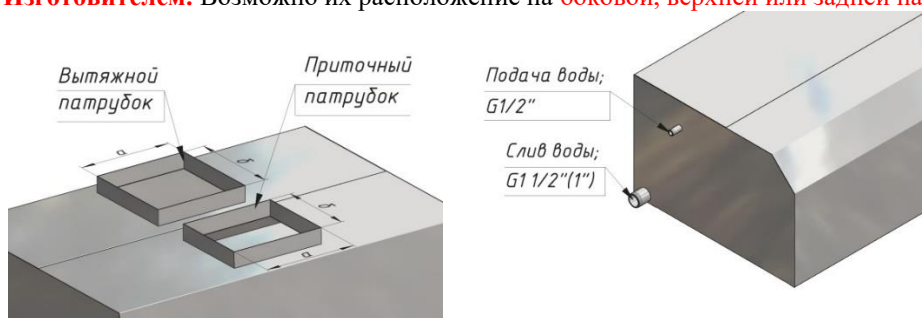 Изготовителем. Возможно их расположение на боковой, верхней или задней
Вытяжной
патрубок
Приточный
патрубок
а
б
б
а
Подача воды;
G1/2"
Слив воды;
G1 1/2"(1")